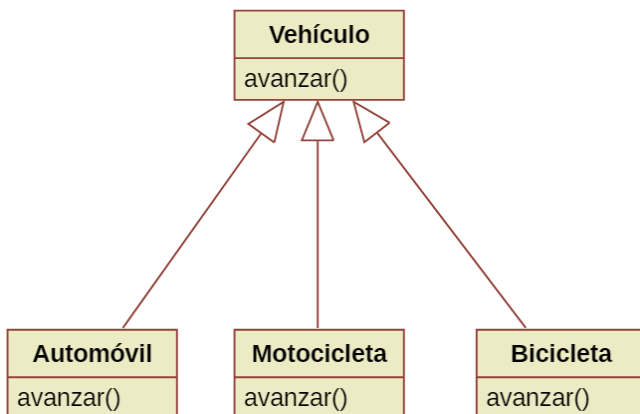 Vehículo
avanzar()
Automóvil
avanzar()
Motocicleta
avanzar()
Bicicleta
avanzar()